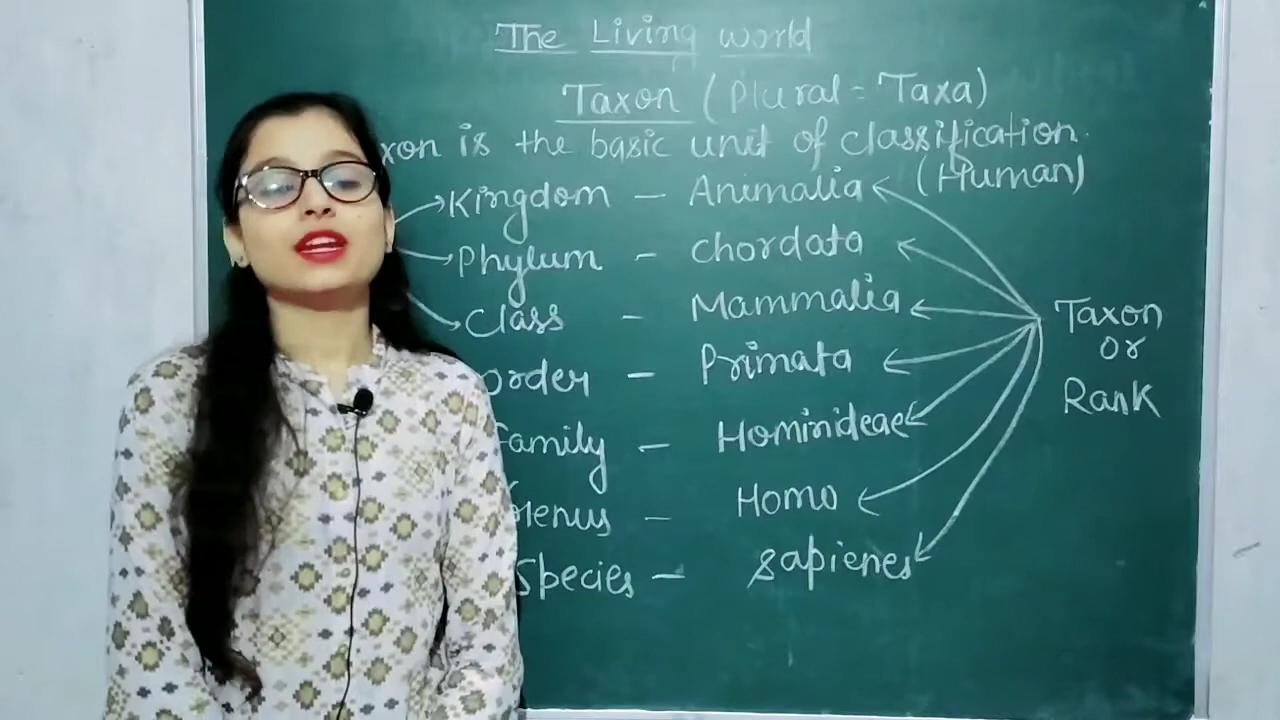 The Living world
Taxon (Plural = Taxa)
xon is the basic unit of classification.
(Human)
Kingdom — Animalia
Phylum — chordata
Class — Mammalia
order — Primata
family — Hominideae
Genus — Homo
Species — sapienes
Taxon
or
Rank